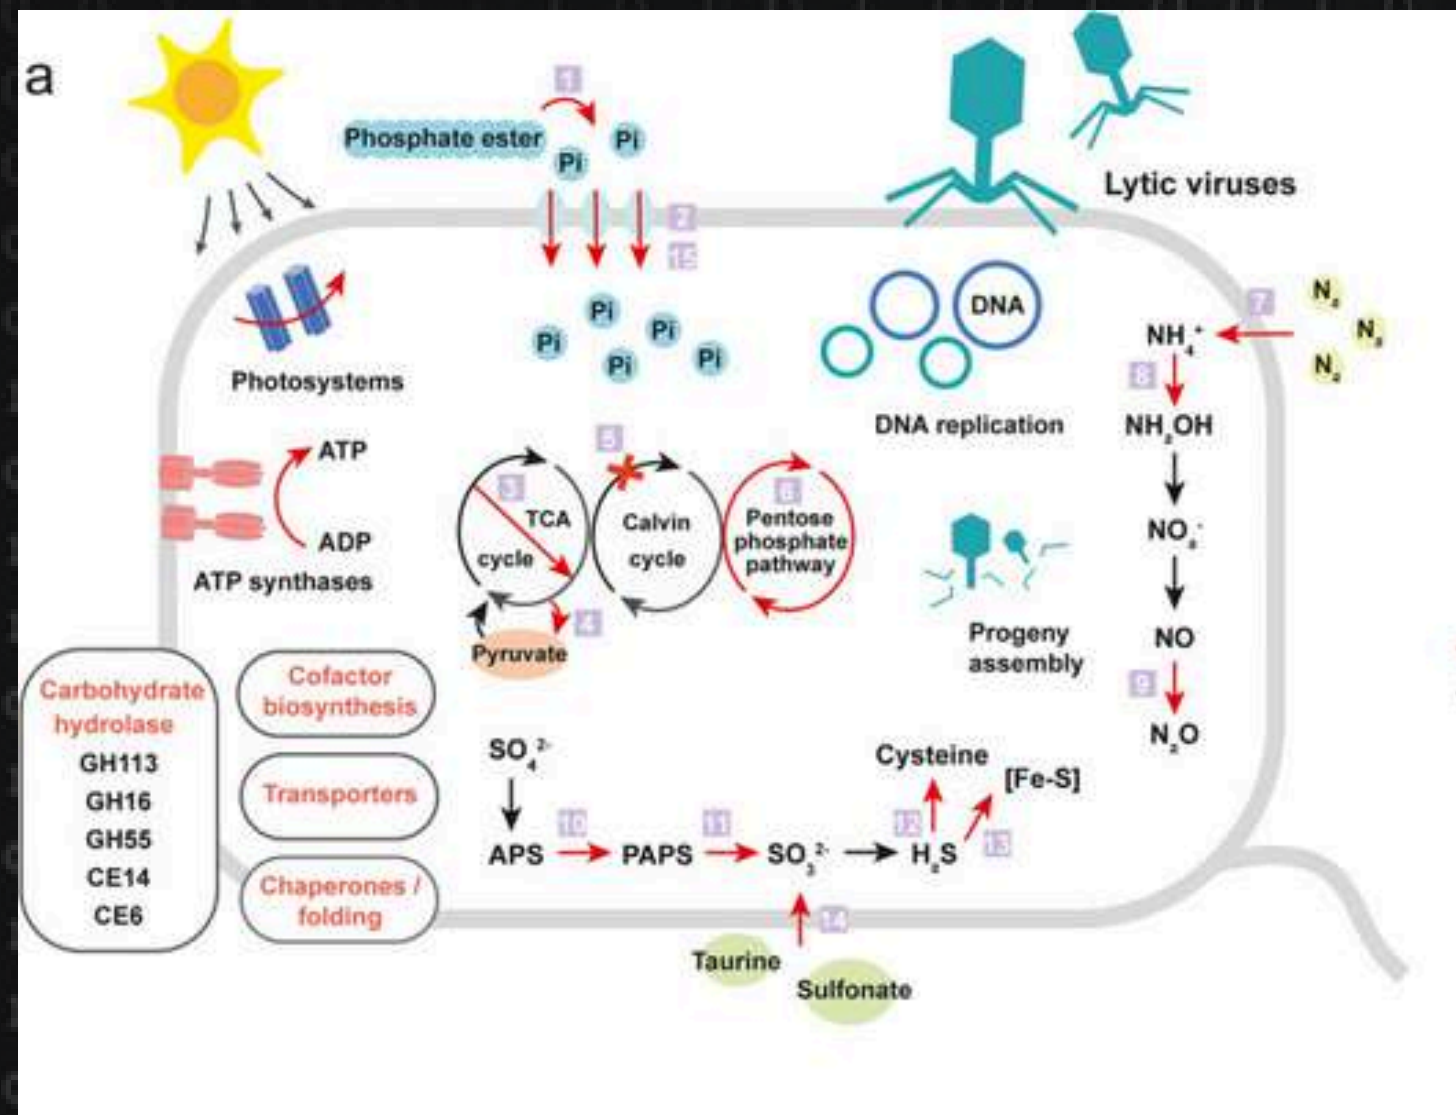 a
1
Phosphate ester
Pi
Pi
Lytic viruses
2
15
Pi
Pi
Pi
Pi
Pi
DNA
DNA replication
7
N₂
N₂
N₂
NH₄⁺
8
NH₂OH
NO₂⁻
NO
9
N₂O
Photosystems
ATP
ADP
ATP synthases
5
3
TCA
cycle
Calvin
cycle
6
Pentose
phosphate
pathway
4
Pyruvate
Progeny
assembly
Carbohydrate
hydrolase
GH113
GH16
GH55
CE14
CE6
Cofactor
biosynthesis
Transporters
Chaperones /
folding
SO₄²⁻
APS
10
PAPS
11
SO₃²⁻
H₂S
12
Cysteine
13
[Fe-S]
14
Taurine
Sulfonate